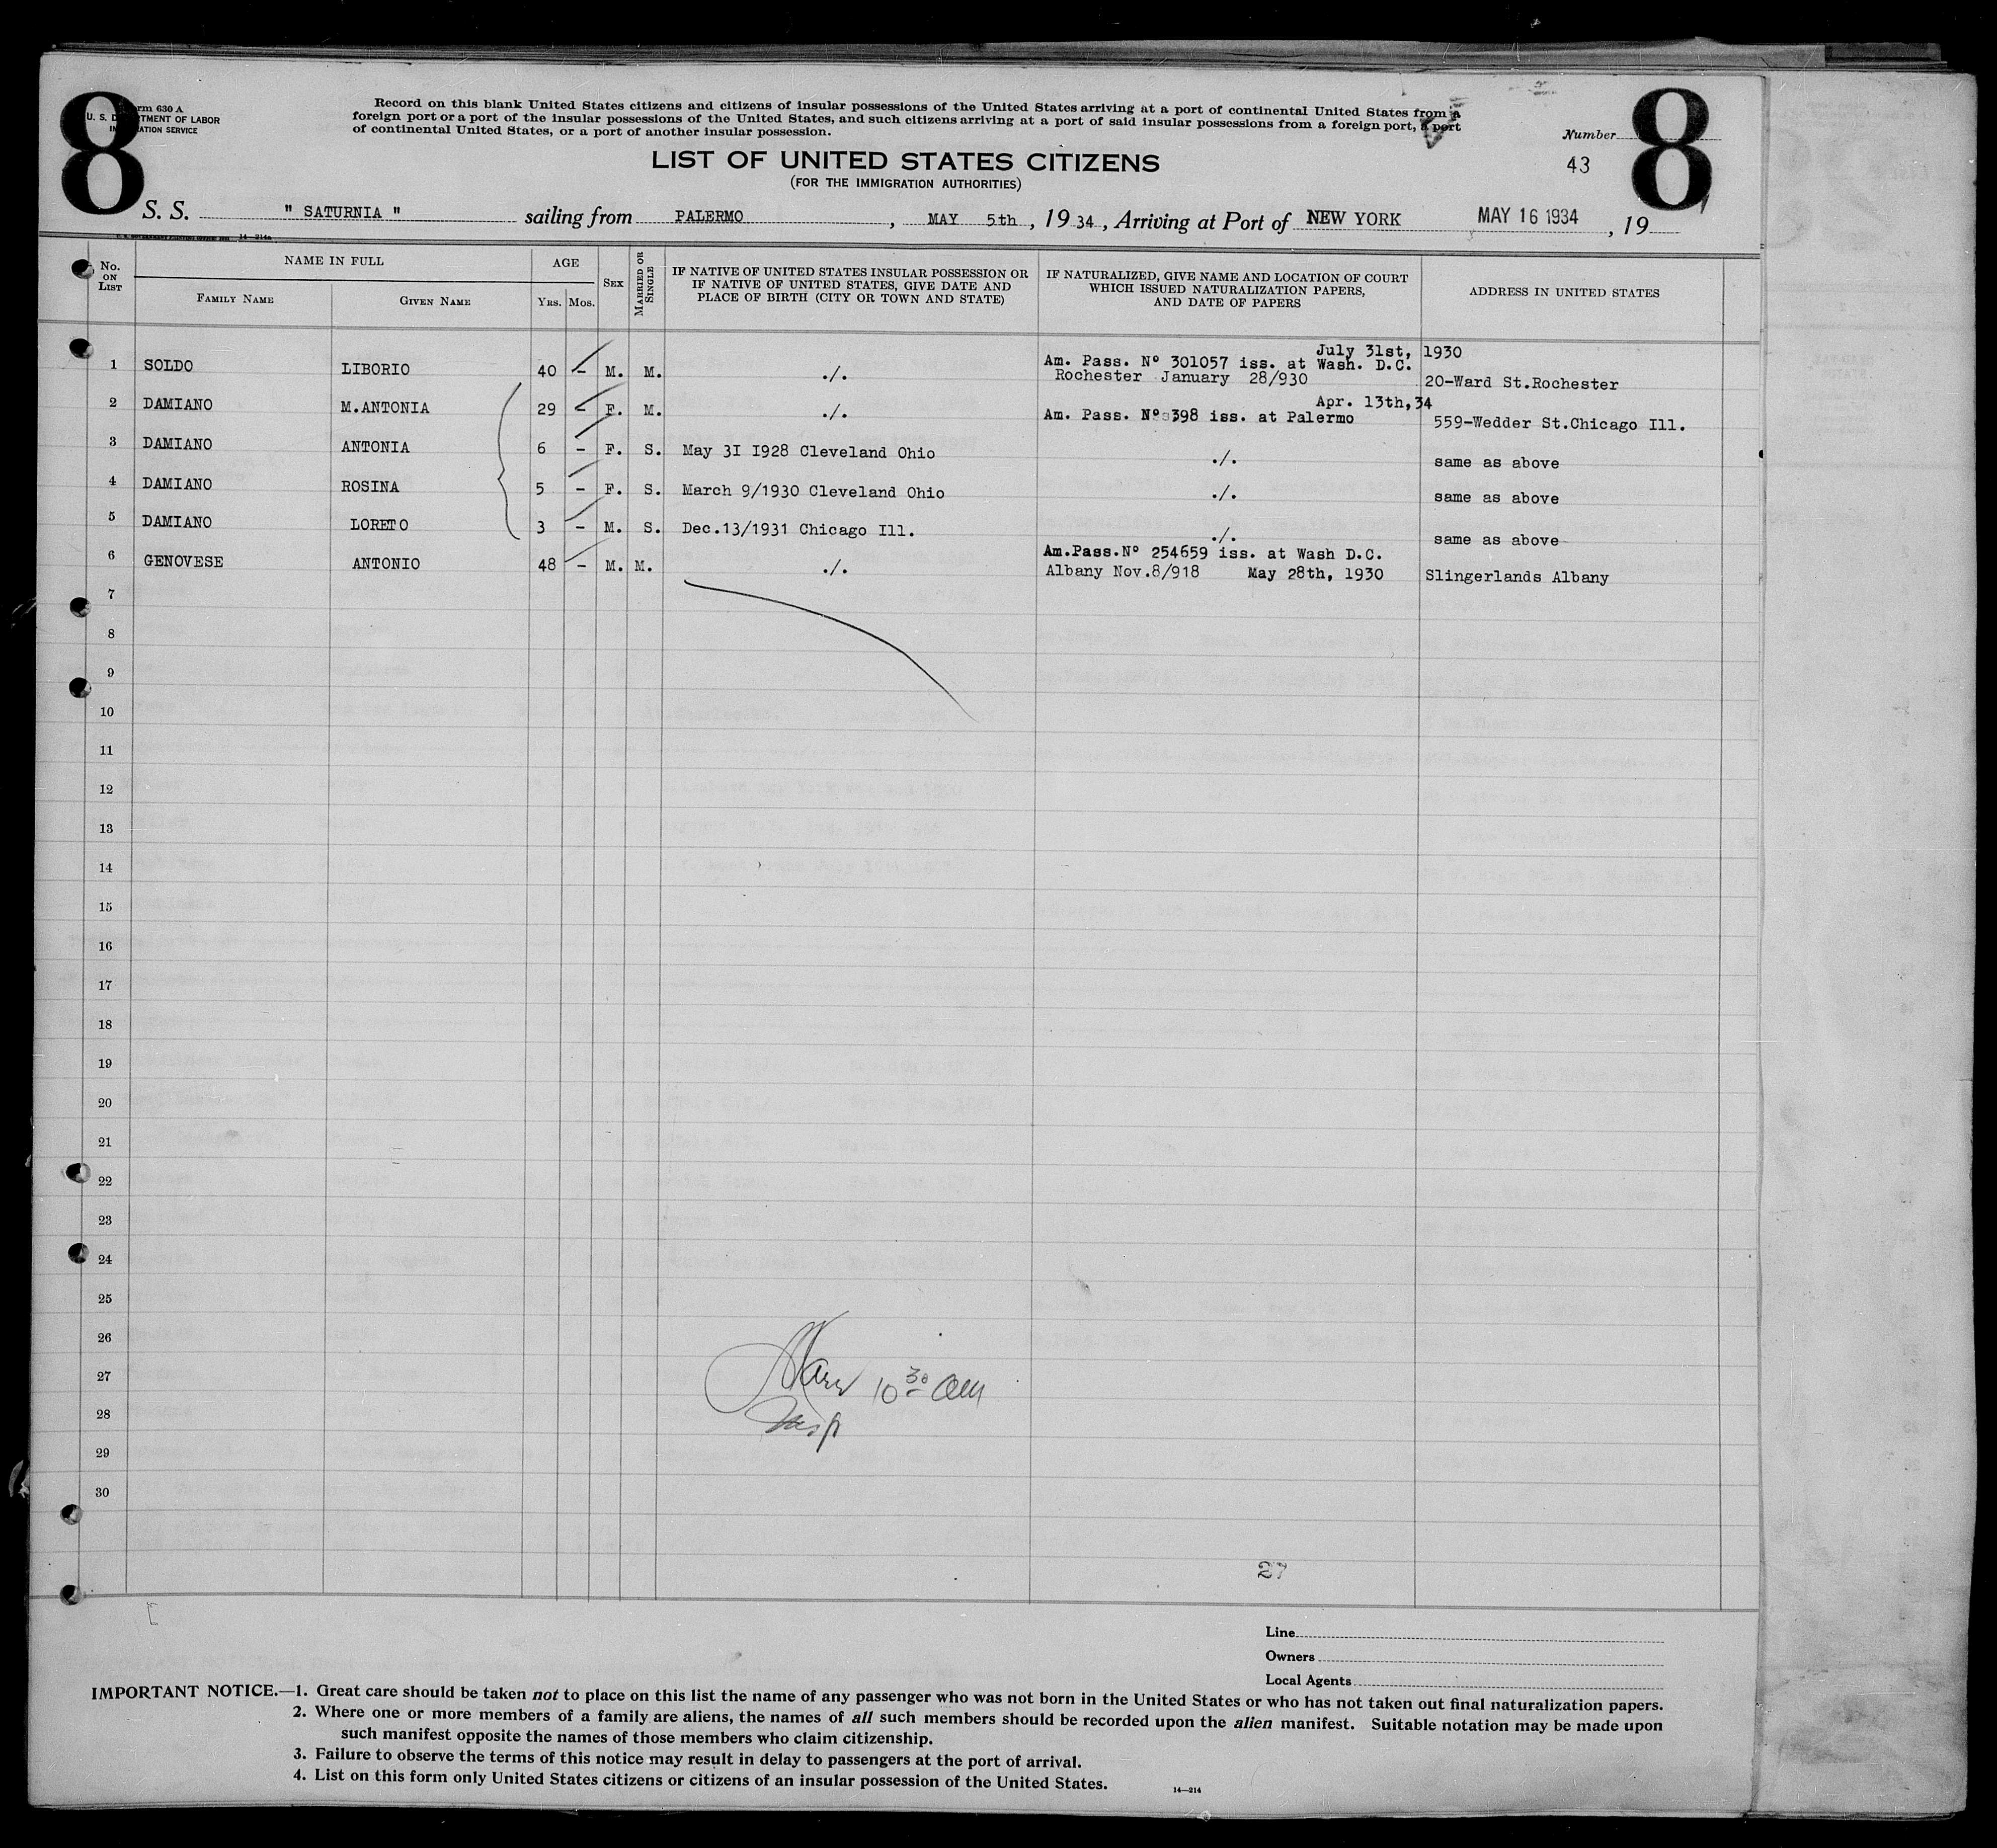 8
Form 630 A
U. S. DEPARTMENT OF LABOR
IMMIGRATION SERVICE
Record on this blank United States citizens and citizens of insular possessions of the United States arriving at a port of continental United States from a
foreign port or a port of the insular possessions of the United States, and such citizens arriving at a port of said insular possessions from a foreign port, a port
of continental United States, or a port of another insular possession.
LIST OF UNITED STATES CITIZENS
(FOR THE IMMIGRATION AUTHORITIES)
Number
43
8
S. S. " SATURNIA " sailing from PALERMO, MAY 5th, 19 34, Arriving at Port of NEW YORK MAY 16 1934, 19
14—214a
No. ON LIST
NAME IN FULL
FAMILY NAME GIVEN NAME
AGE
YRS. MOS.
SEX
MARRIED OR SINGLE
IF NATIVE OF UNITED STATES INSULAR POSSESSION OR
IF NATIVE OF UNITED STATES, GIVE DATE AND
PLACE OF BIRTH (CITY OR TOWN AND STATE)
IF NATURALIZED, GIVE NAME AND LOCATION OF COURT
WHICH ISSUED NATURALIZATION PAPERS,
AND DATE OF PAPERS
ADDRESS IN UNITED STATES
July 31st, 1930
1 SOLDO LIBORIO 40 - M. M. ./. Am. Pass. Nº 301057 iss. at Wash. D.C.
Rochester January 28/930 20-Ward St.Rochester
Apr. 13th,34
2 DAMIANO M.ANTONIA 29 - F. M. ./. Am. Pass. Nº 398 iss. at Palermo 559-Wedder St.Chicago Ill.
3 DAMIANO ANTONIA 6 - F. S. May 3I I928 Cleveland Ohio ./. same as above
4 DAMIANO ROSINA 5 - F. S. March 9/1930 Cleveland Ohio ./. same as above
5 DAMIANO LORETO 3 - M. S. Dec.13/1931 Chicago Ill. ./. same as above
6 GENOVESE ANTONIO 48 - M. M. ./. Am.Pass.Nº 254659 iss. at Wash D.C.
Albany Nov.8/918 May 28th, 1930 Slingerlands Albany
7
8
9
10
11
12
13
14
15
16
17
18
19
20
21
22
23
24
25
26
27
28
29
30
10 30 AM
Insp
27
Line
Owners
Local Agents
IMPORTANT NOTICE.—1. Great care should be taken not to place on this list the name of any passenger who was not born in the United States or who has not taken out final naturalization papers.
2. Where one or more members of a family are aliens, the names of all such members should be recorded upon the alien manifest. Suitable notation may be made upon
such manifest opposite the names of those members who claim citizenship.
3. Failure to observe the terms of this notice may result in delay to passengers at the port of arrival.
4. List on this form only United States citizens or citizens of an insular possession of the United States.
14—214